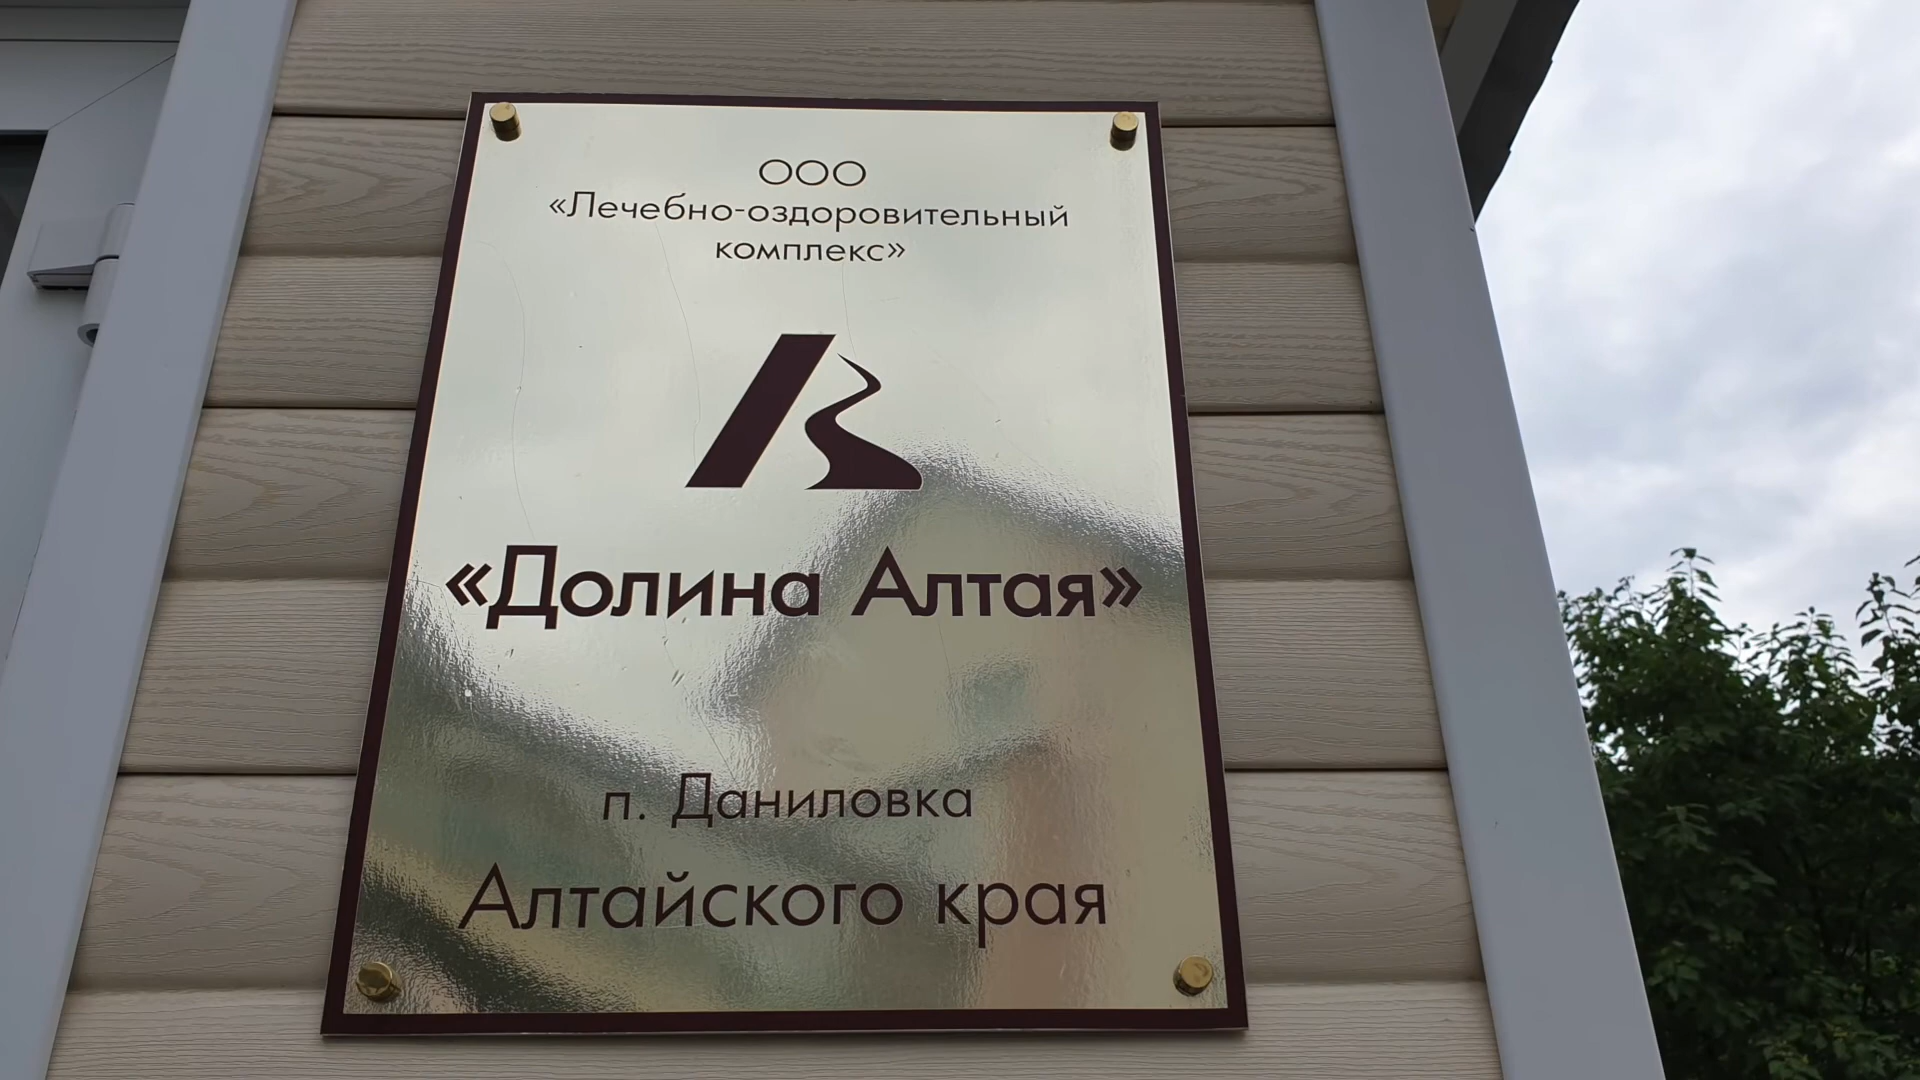 ООО
«Лечебно-оздоровительный
комплекс»
«Долина Алтая»
п. Даниловка
Алтайского края